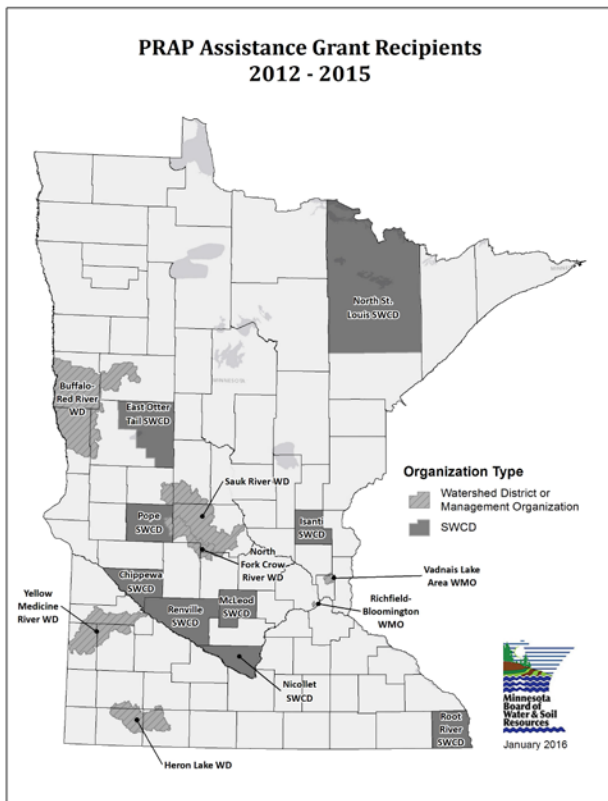 PRAP Assistance Grant Recipients
2012 - 2015
North St.
Louis SWCD
Buffalo-
Red River
WD
East Otter
Tail SWCD
Sauk River WD
Organization Type
Watershed District or
Management Organization
SWCD
Pope
SWCD
Isanti
SWCD
North
Fork Crow
River WD
Vadnais Lake
Area WMO
Chippewa
SWCD
Richfield-
Bloomington
WMO
Yellow
Medicine
River WD
Renville
SWCD
McLeod
SWCD
Nicollet
SWCD
Heron Lake WD
Root
River
SWCD
Minnesota
Board of
Water & Soil
Resources
January 2016